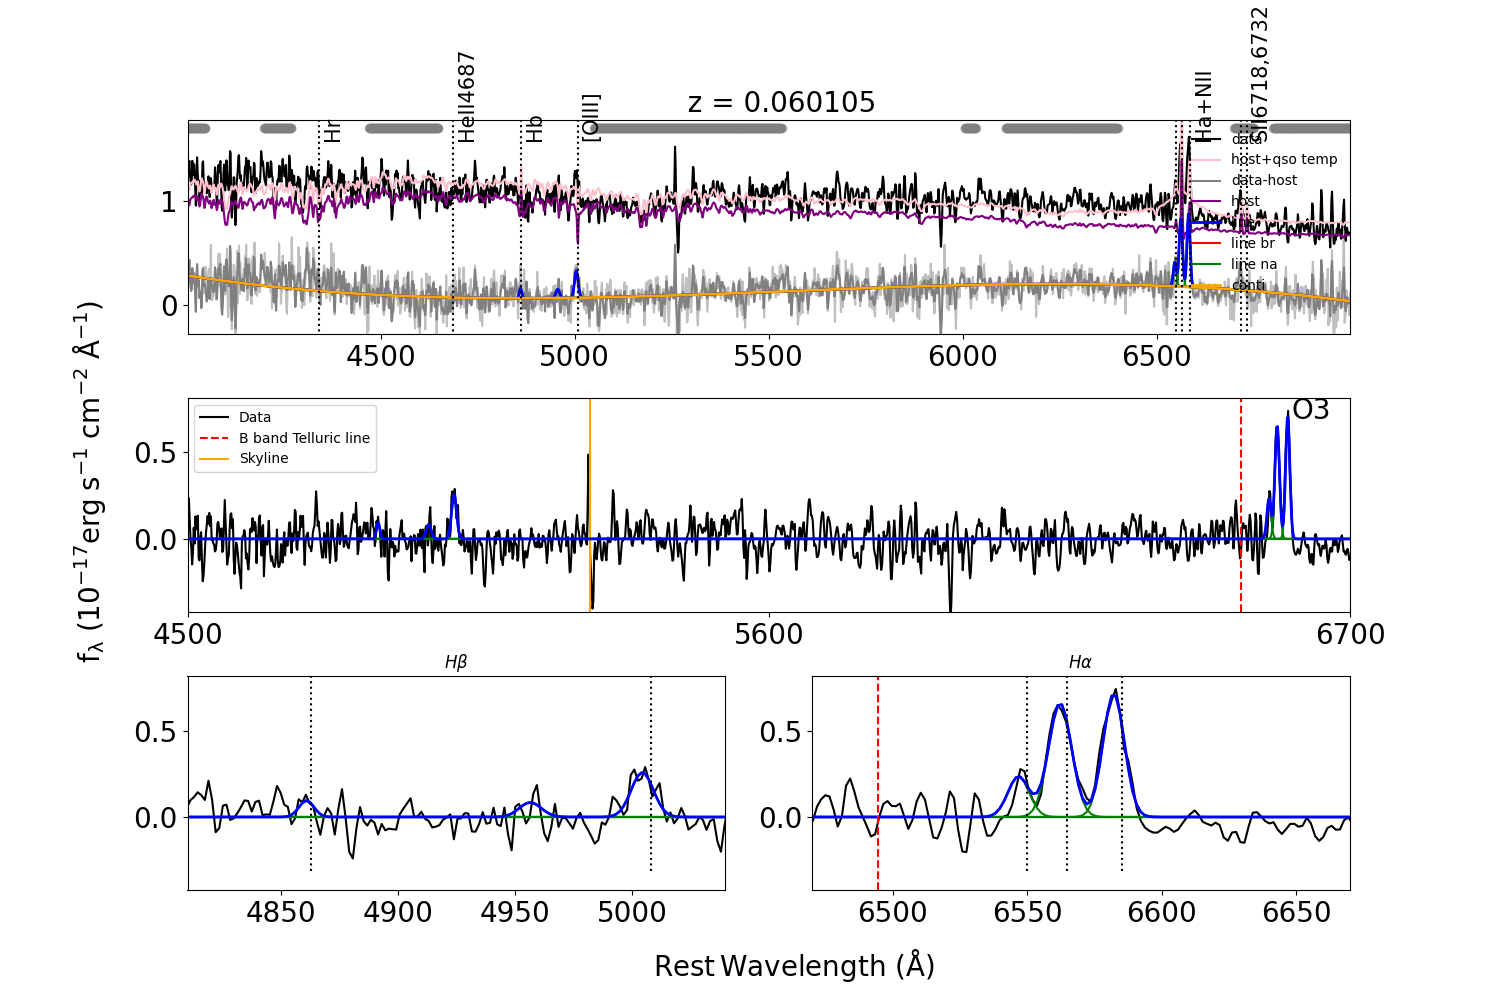 z = 0.060105
Hr
HeII4687
Hb
[OIII]
Ha+NII
SII6718,6732
data
host+qso temp
data-host
host
line
line br
line na
conti
1
0
4500
5000
5500
6000
6500
f_λ (10^{-17} erg s^{-1} cm^{-2} Å^{-1})
Data
B band Telluric line
Skyline
O3
0.5
0.0
4500
5600
6700
Hβ
0.5
0.0
4850
4900
4950
5000
Hα
0.5
0.0
6500
6550
6600
6650
Rest Wavelength (Å)